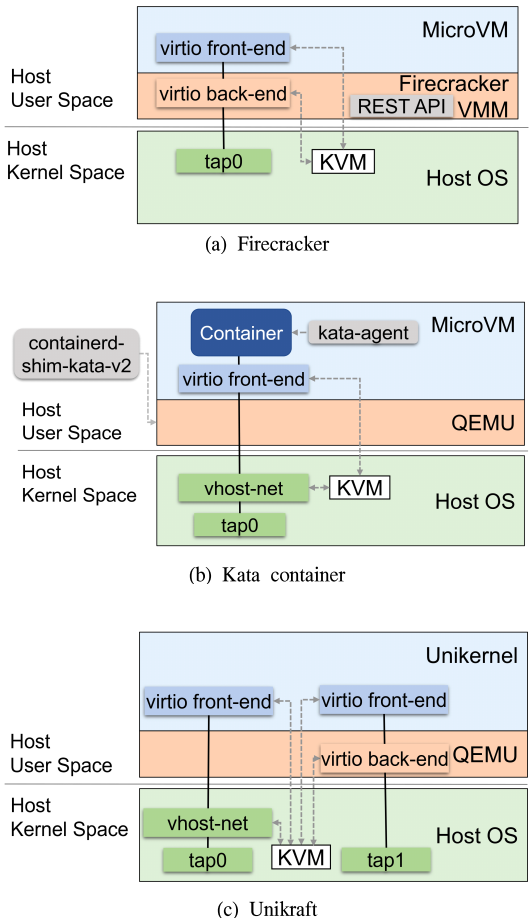 MicroVM
virtio front-end
Host
User Space
virtio back-end
Firecracker
REST API
VMM
Host
Kernel Space
tap0
KVM
Host OS
(a) Firecracker
containerd-
shim-kata-v2
Container
kata-agent
MicroVM
virtio front-end
Host
User Space
QEMU
Host
Kernel Space
vhost-net
KVM
Host OS
tap0
(b) Kata container
Unikernel
virtio front-end
virtio front-end
Host
User Space
virtio back-end
QEMU
Host
Kernel Space
vhost-net
Host OS
tap0
KVM
tap1
(c) Unikraft